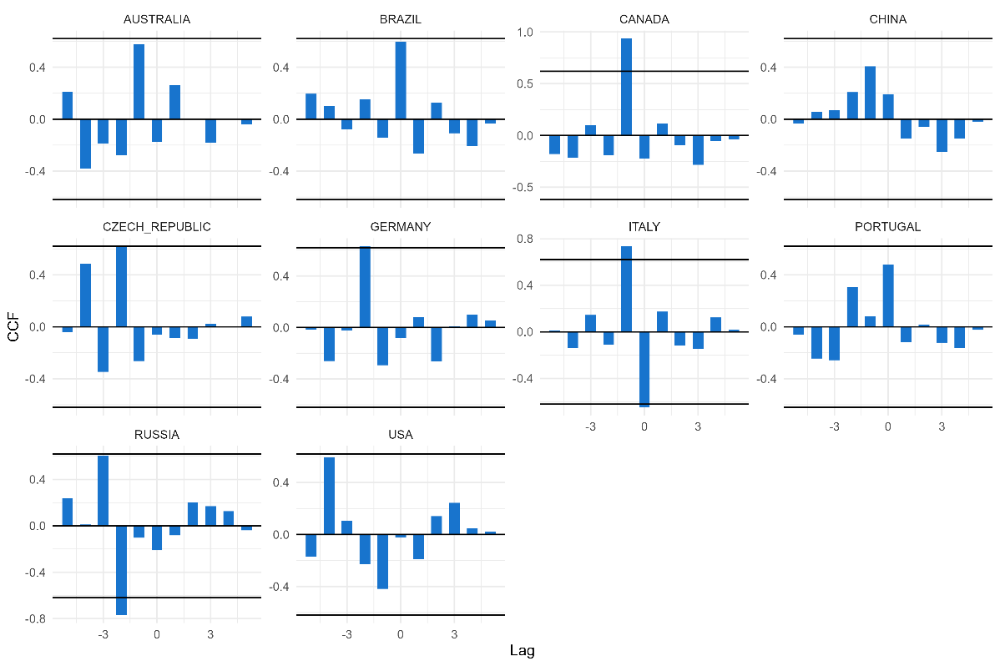 AUSTRALIA BRAZIL CANADA CHINA
0.4 0.0 -0.4
0.4 0.0 -0.4
1.0 0.5 0.0 -0.5
0.4 0.0 -0.4
CZECH_REPUBLIC GERMANY ITALY PORTUGAL
0.4 0.0 -0.4
0.4 0.0 -0.4
0.8 0.4 0.0 -0.4
0.4 0.0 -0.4
-3 0 3
-3 0 3
CCF
RUSSIA USA
0.4 0.0 -0.4 -0.8
0.4 0.0 -0.4
-3 0 3
-3 0 3
Lag